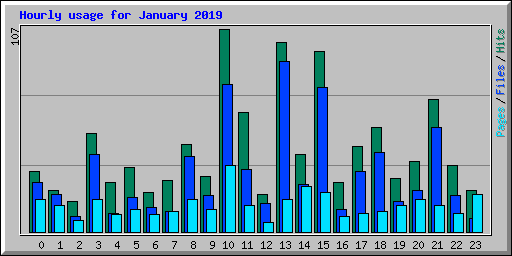 Hourly usage for January 2019
107
Pages / Files / Hits
0 1 2 3 4 5 6 7 8 9 10 11 12 13 14 15 16 17 18 19 20 21 22 23